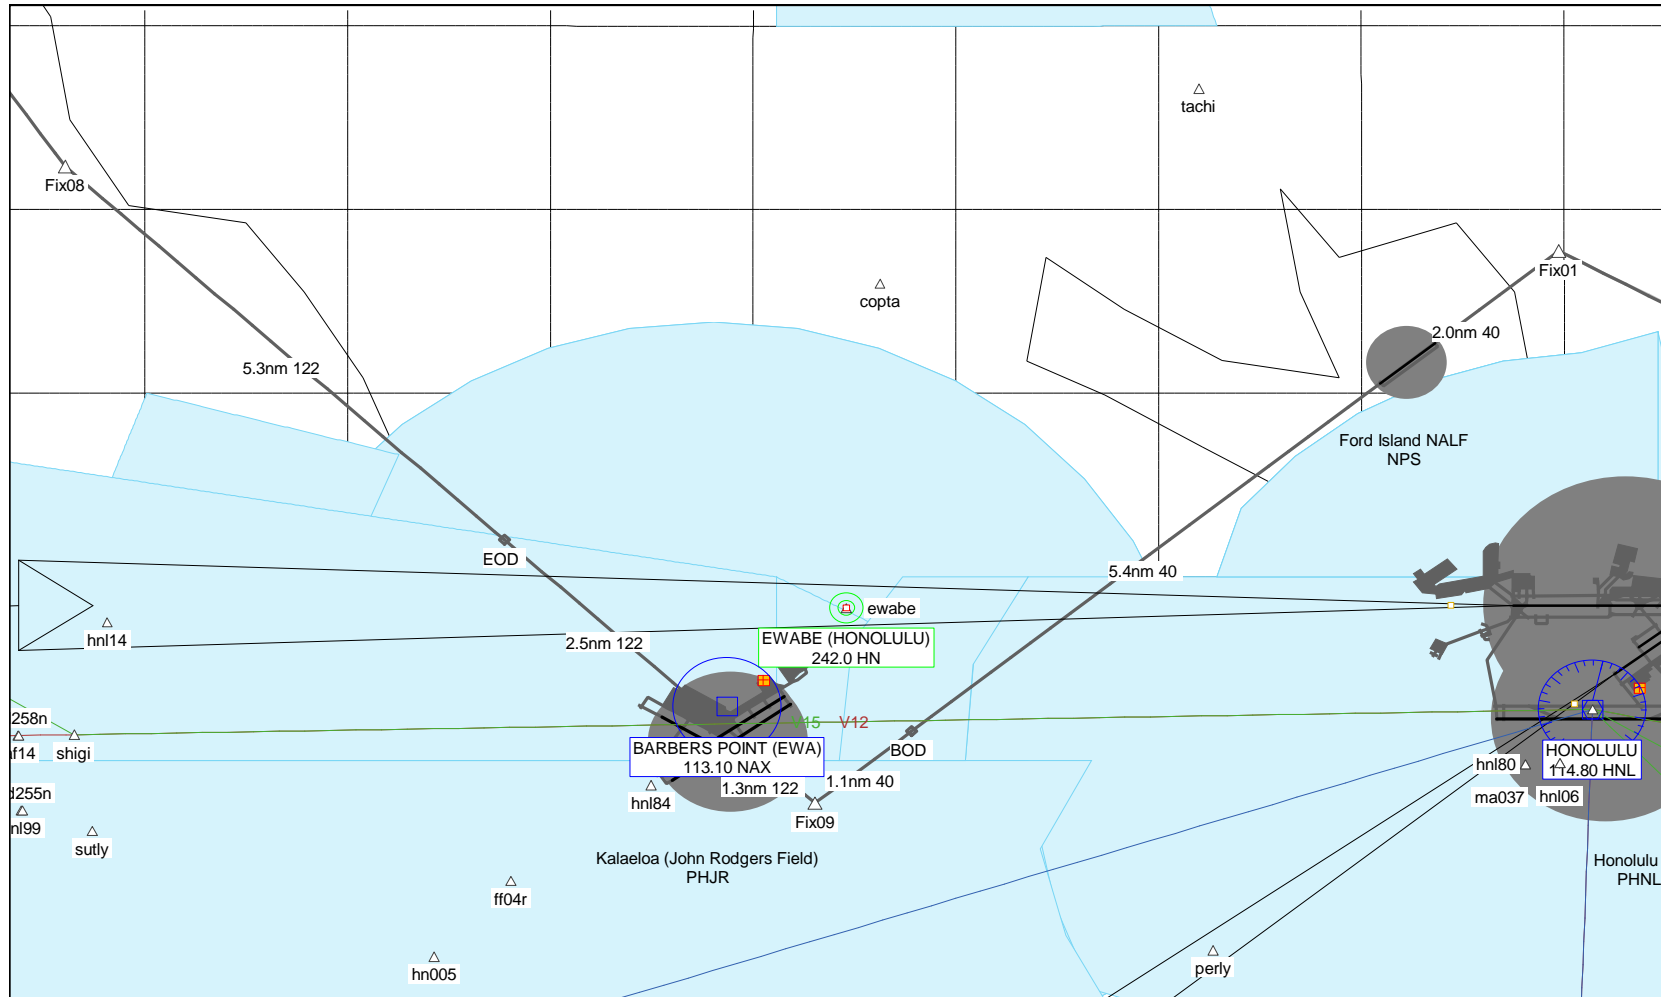 tachi
Fix08
Fix01
copta
2.0nm 40
5.3nm 122
Ford Island NALF
NPS
EOD
5.4nm 40
ewabe
hnl14
2.5nm 122
EWABE (HONOLULU)
242.0 HN
258n
V12
nf14
shigi
BOD
BARBERS POINT (EWA)
113.10 NAX
HONOLULU
114.80 HNL
hnl80
1.3nm 122
1.1nm 40
d255n
hnl84
ma037
hnl06
Fix09
nl99
sutly
Kalaeloa (John Rodgers Field)
PHJR
Honolulu
PHNL
ff04r
hn005
perly